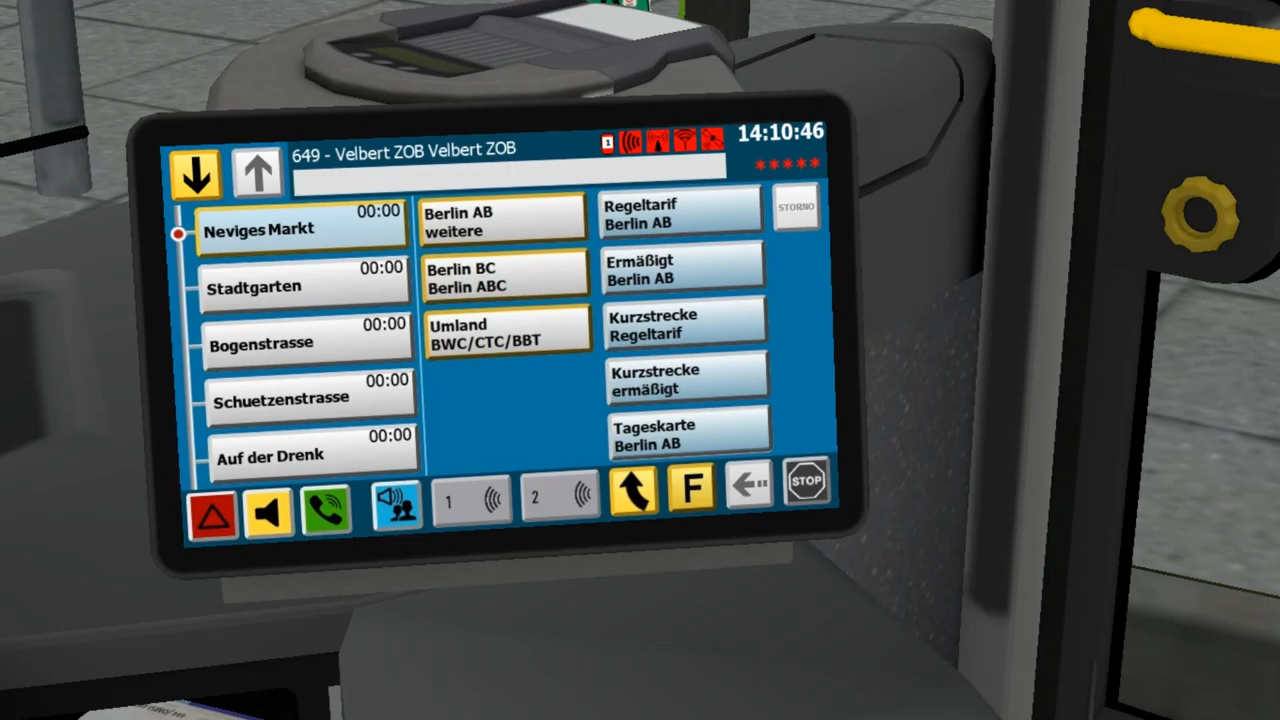 649 - Velbert ZOB Velbert ZOB
1
14:10:46
*****
00:00
Neviges Markt
00:00
Stadtgarten
00:00
Bogenstrasse
00:00
Schuetzenstrasse
00:00
Auf der Drenk
Berlin AB
weitere
Berlin BC
Berlin ABC
Umland
BWC/CTC/BBT
Regeltarif
Berlin AB
Ermäßigt
Berlin AB
Kurzstrecke
Regeltarif
Kurzstrecke
ermäßigt
Tageskarte
Berlin AB
STORNO
1
2
F
STOP